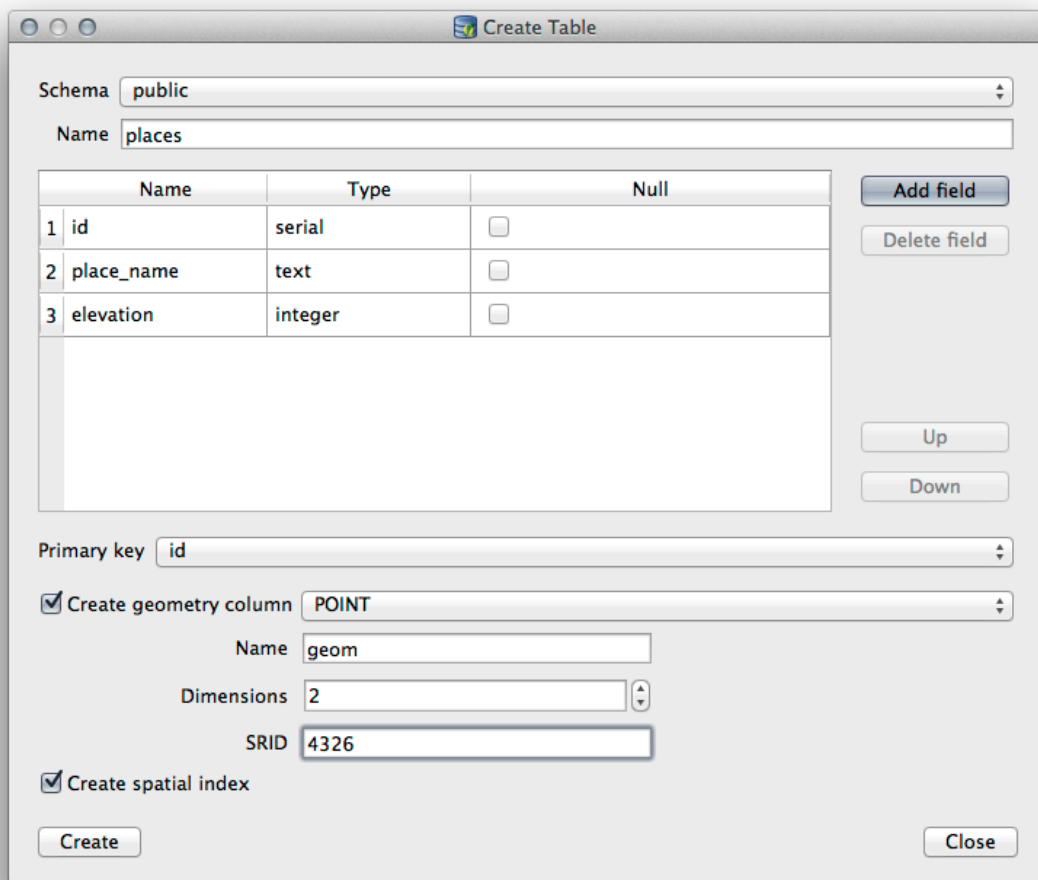 Create Table
Schema public
Name places
Name Type Null
Add field
1 id serial
Delete field
2 place_name text
3 elevation integer
Up
Down
Primary key id
Create geometry column POINT
Name geom
Dimensions 2
SRID 4326
Create spatial index
Create Close